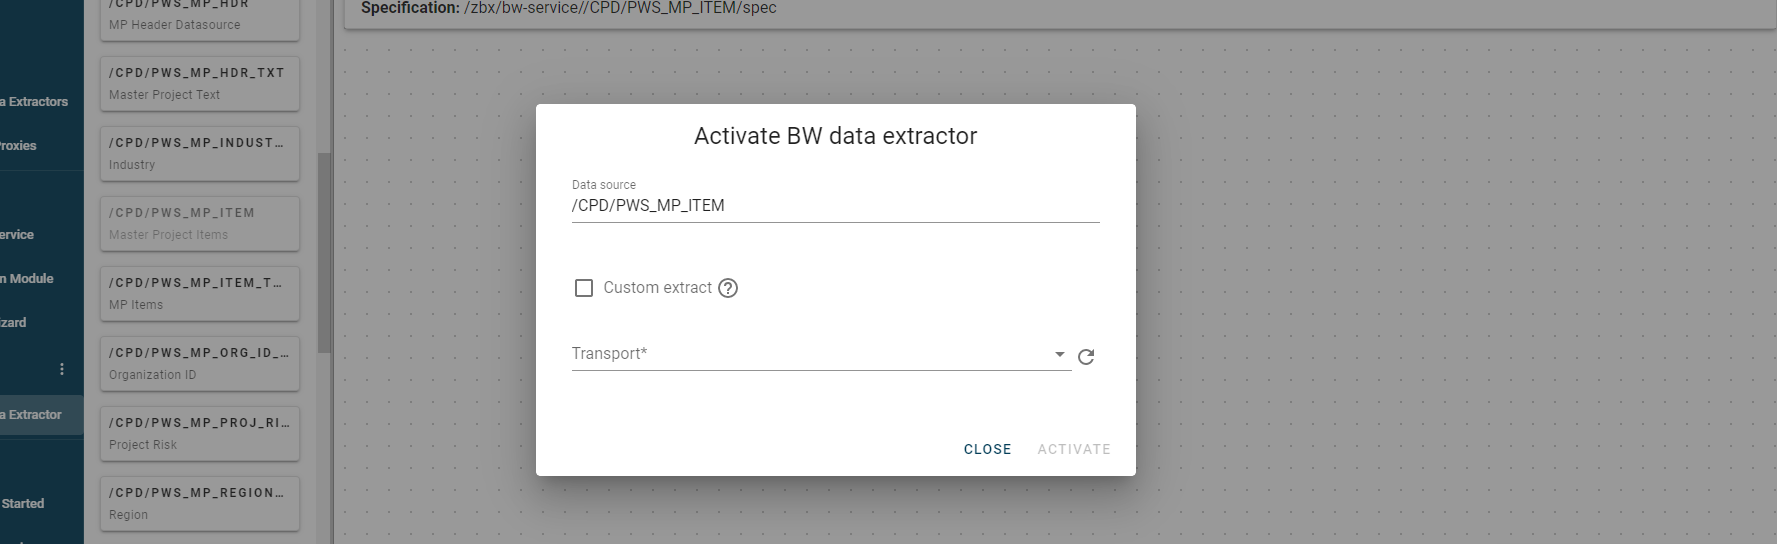 /CPD/PWS_MP_HDR
MP Header Datasource
/CPD/PWS_MP_HDR_TXT
Master Project Text
/CPD/PWS_MP_INDUST...
Industry
/CPD/PWS_MP_ITEM
Master Project Items
/CPD/PWS_MP_ITEM_T...
MP Items
/CPD/PWS_MP_ORG_ID_...
Organization ID
/CPD/PWS_MP_PROJ_RI...
Project Risk
/CPD/PWS_MP_REGION...
Region
a Extractors
Proxies
ervice
n Module
izard
a Extractor
Started
Specification: /zbx/bw-service//CPD/PWS_MP_ITEM/spec
Activate BW data extractor
Data source
/CPD/PWS_MP_ITEM
Custom extract
Transport*
CLOSE ACTIVATE